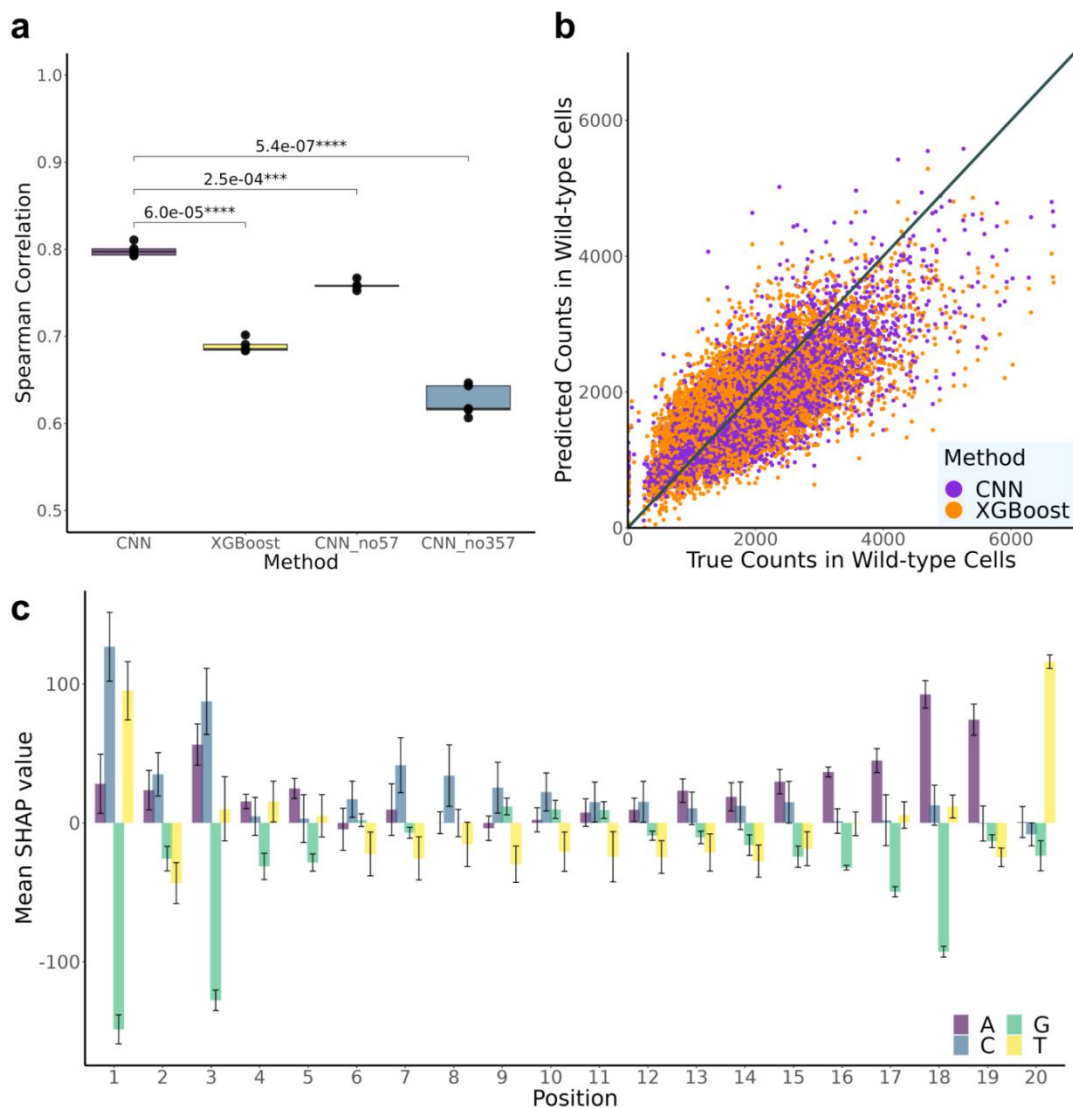 a
1.0
0.9
0.8
0.7
0.6
0.5
Spearman Correlation
5.4e-07****
2.5e-04***
6.0e-05****
CNN XGBoost CNN_no57 CNN_no357
Method
b
6000
4000
2000
0
Predicted Counts in Wild-type Cells
Method
CNN
XGBoost
0 2000 4000 6000
True Counts in Wild-type Cells
c
100
0
-100
Mean SHAP value
A G
C T
1 2 3 4 5 6 7 8 9 10 11 12 13 14 15 16 17 18 19 20
Position